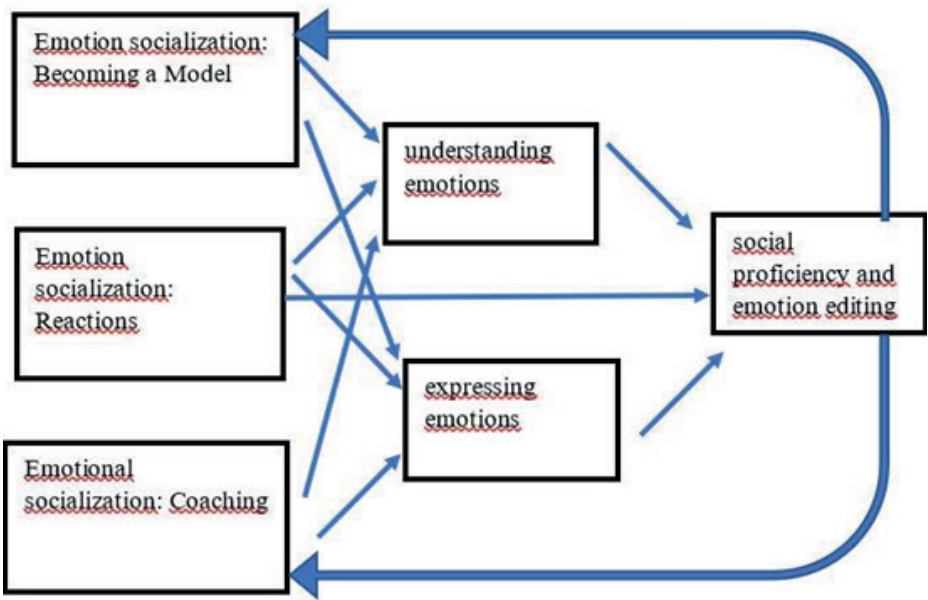 Emotion socialization:
Becoming a Model
understanding
emotions
Emotion
socialization:
Reactions
social
proficiency and
emotion editing
expressing
emotions
Emotional
socialization: Coaching